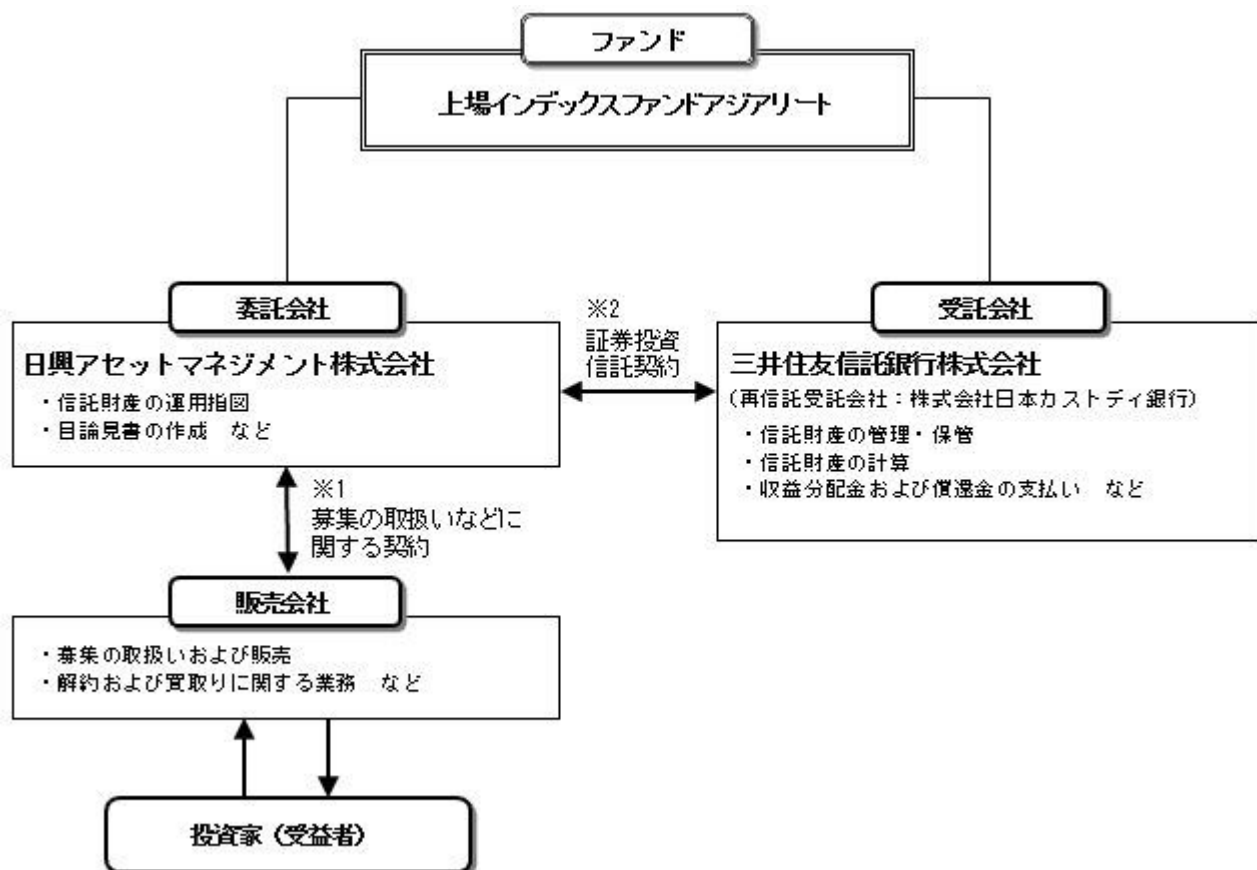 ファンド
上場インデックスファンドアジアリート
委託会社
日興アセットマネジメント株式会社
・信託財産の運用指図
・目論見書の作成 など
※2
証券投資
信託契約
受託会社
三井住友信託銀行株式会社
(再信託受託会社:株式会社日本カストディ銀行)
・信託財産の管理・保管
・信託財産の計算
・収益分配金および償還金の支払い など
※1
募集の取扱いなどに
関する契約
販売会社
・募集の取扱いおよび販売
・解約および買取りに関する業務 など
投資家(受益者)